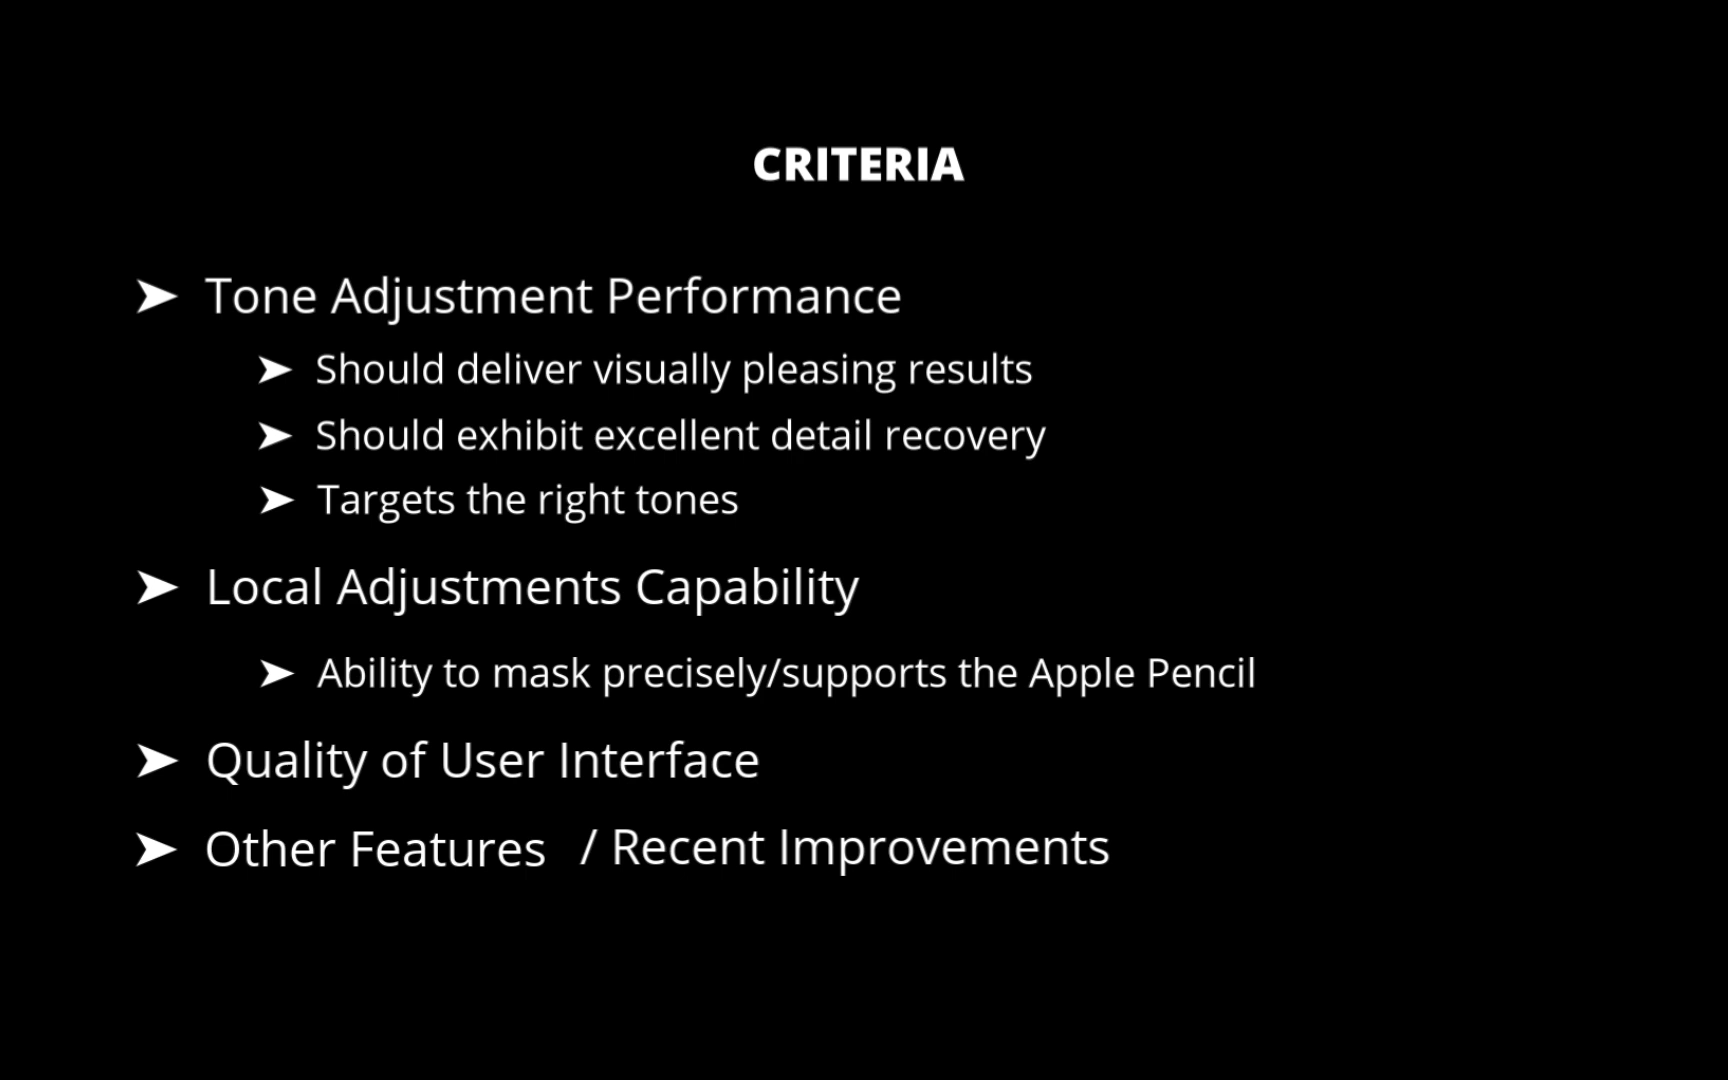 CRITERIA
➤ Tone Adjustment Performance
➤ Should deliver visually pleasing results
➤ Should exhibit excellent detail recovery
➤ Targets the right tones
➤ Local Adjustments Capability
➤ Ability to mask precisely/supports the Apple Pencil
➤ Quality of User Interface
➤ Other Features / Recent Improvements